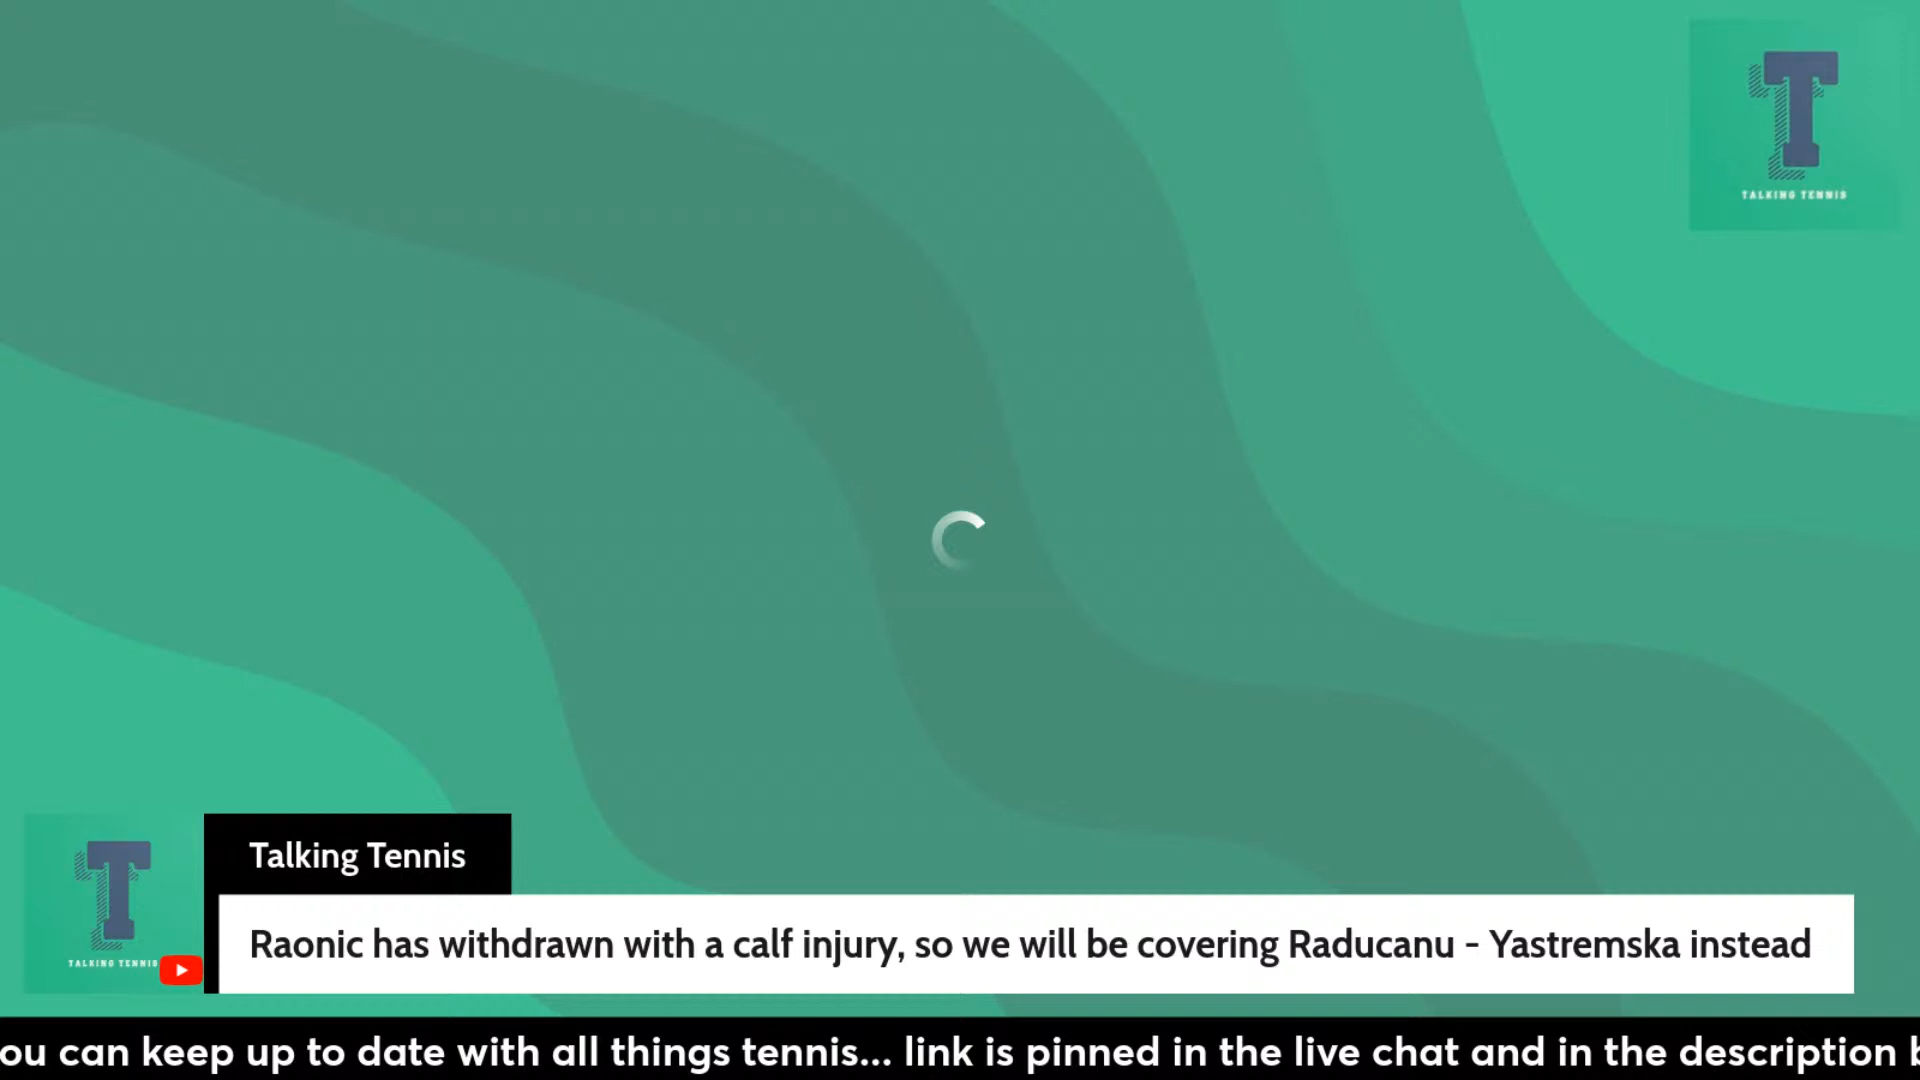 T
TALKING TENNIS
T
TALKING TENNIS
Talking Tennis
Raonic has withdrawn with a calf injury, so we will be covering Raducanu - Yastremska instead
ou can keep up to date with all things tennis... link is pinned in the live chat and in the description b